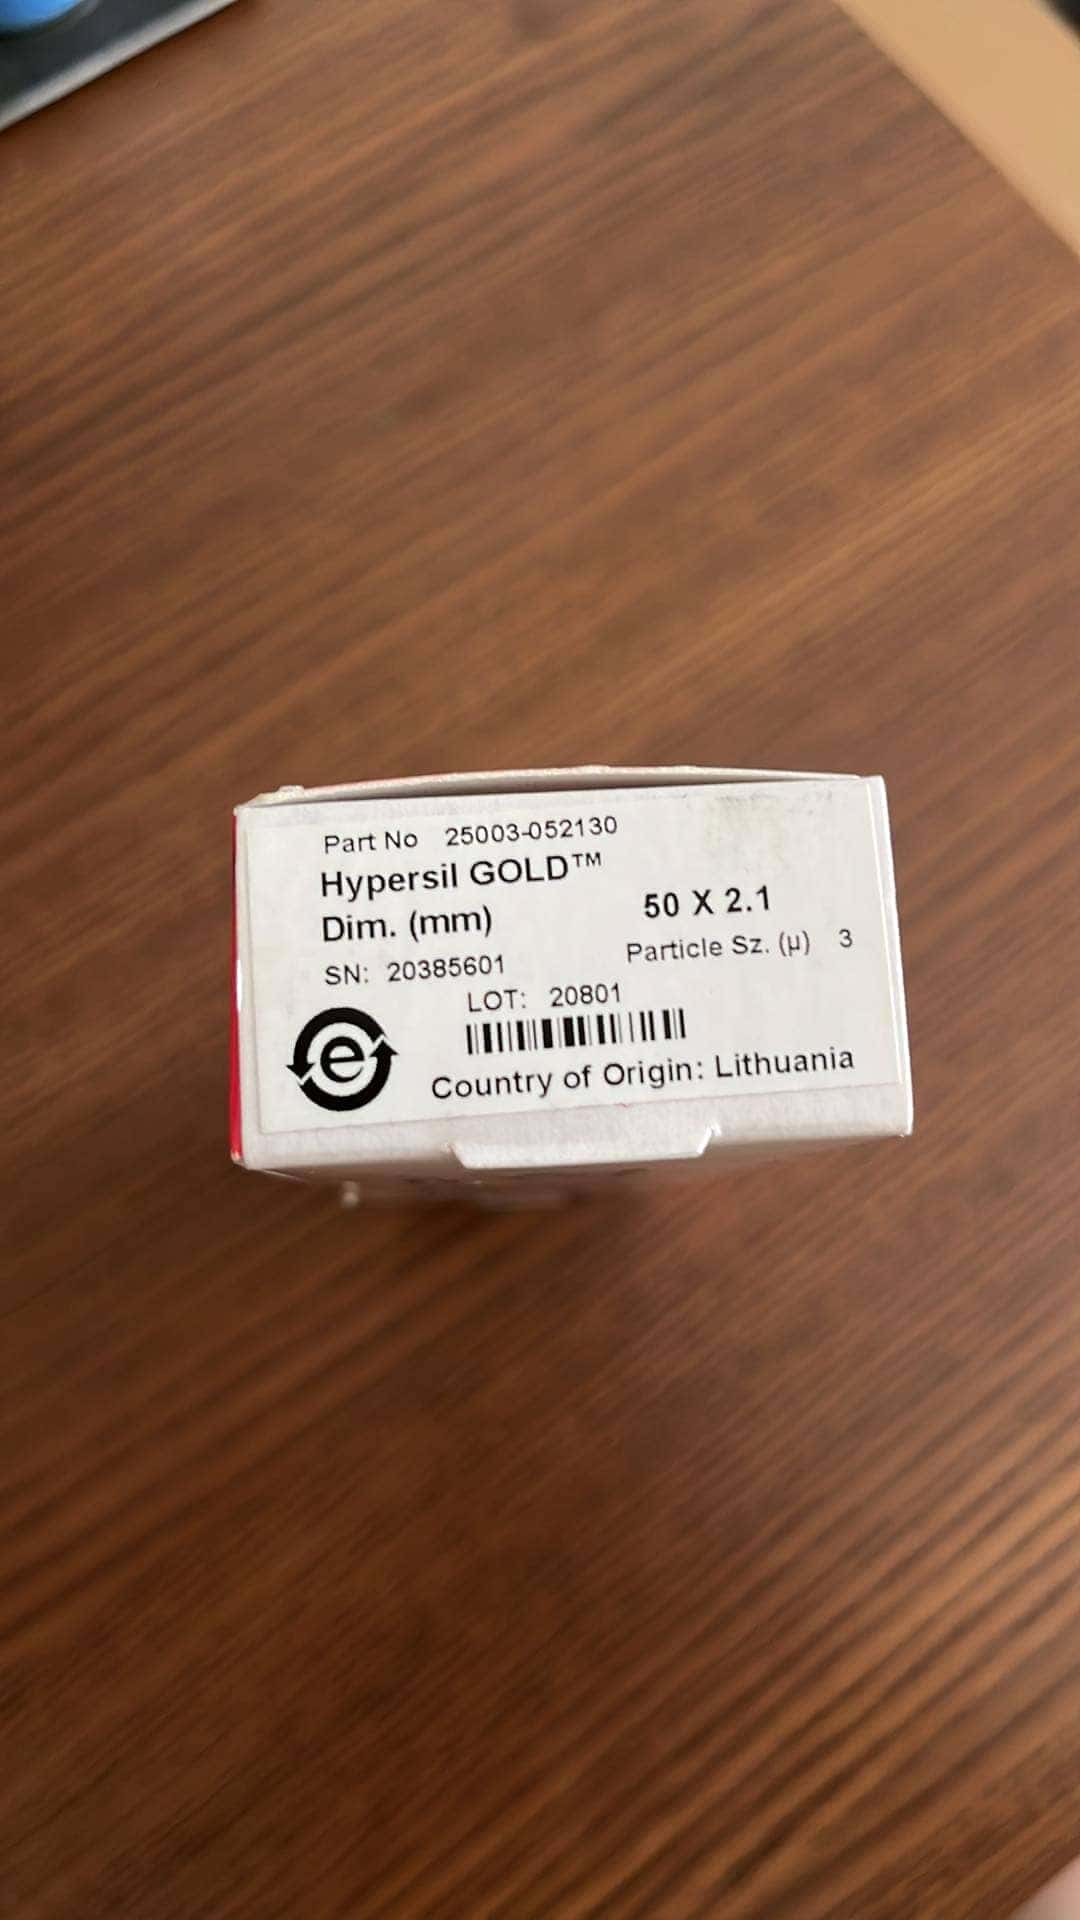 Part No 25003-052130
Hypersil GOLD™
Dim. (mm) 50 X 2.1
SN: 20385601 Particle Sz. (µ) 3
LOT: 20801
e
Country of Origin: Lithuania